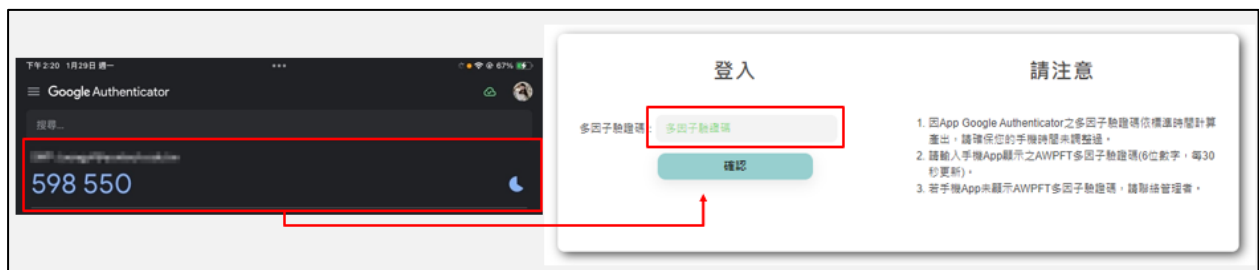 下午2:20 1月29日 週一
67%
Google Authenticator
搜尋...
598 550
登入
多因子驗證碼：
多因子驗證碼
確認
請注意
1. 因App Google Authenticator之多因子驗證碼依標準時間計算
產出，請確保您的手機時間未調整過。
2. 請輸入手機App顯示之AWPFT多因子驗證碼(6位數字，每30
秒更新)。
3. 若手機App未顯示AWPFT多因子驗證碼，請聯絡管理者。